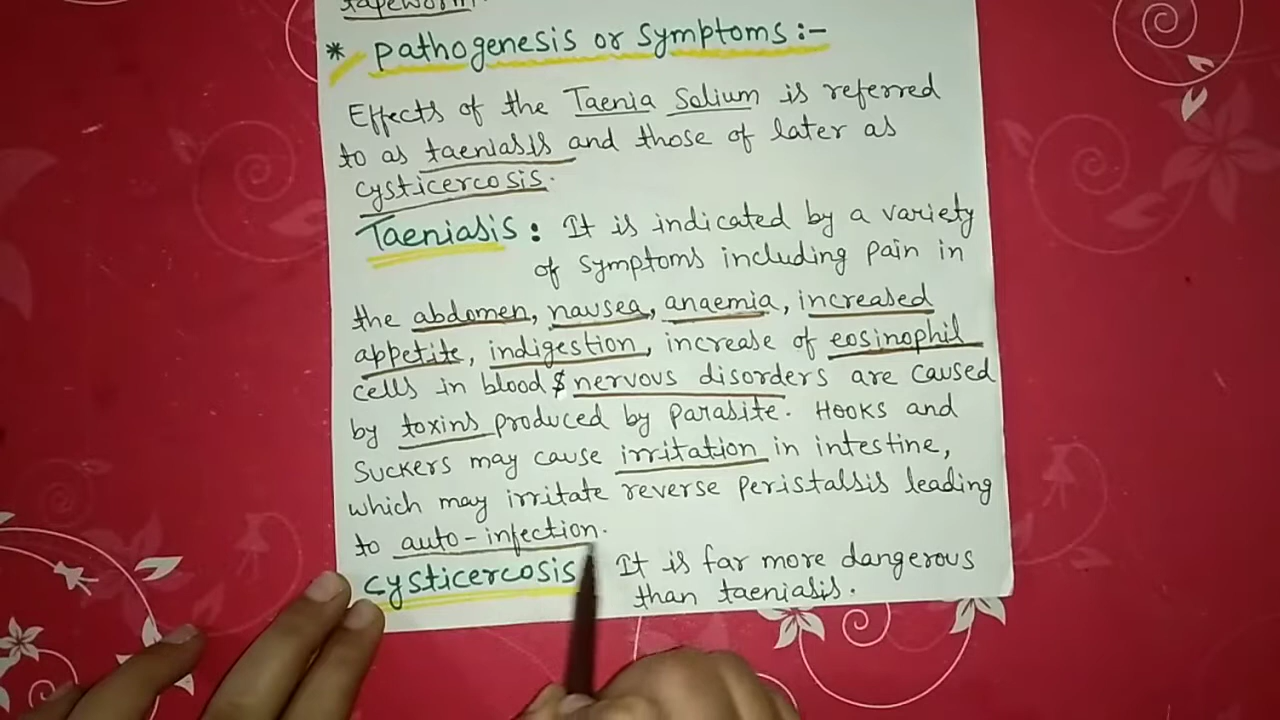 tapeworm.
* Pathogenesis or Symptoms :-
Effects of the Taenia Solium is referred
to as taeniasis and those of later as
cysticercosis.
Taeniasis : It is indicated by a variety
of symptoms including pain in
the abdomen, nausea, anaemia, increased
appetite, indigestion, increase of eosinophil
cells in blood & nervous disorders are caused
by toxins produced by parasite. Hooks and
Suckers may cause irritation in intestine,
which may irritate reverse peristalsis leading
to auto-infection.
Cysticercosis It is far more dangerous
than taeniasis.